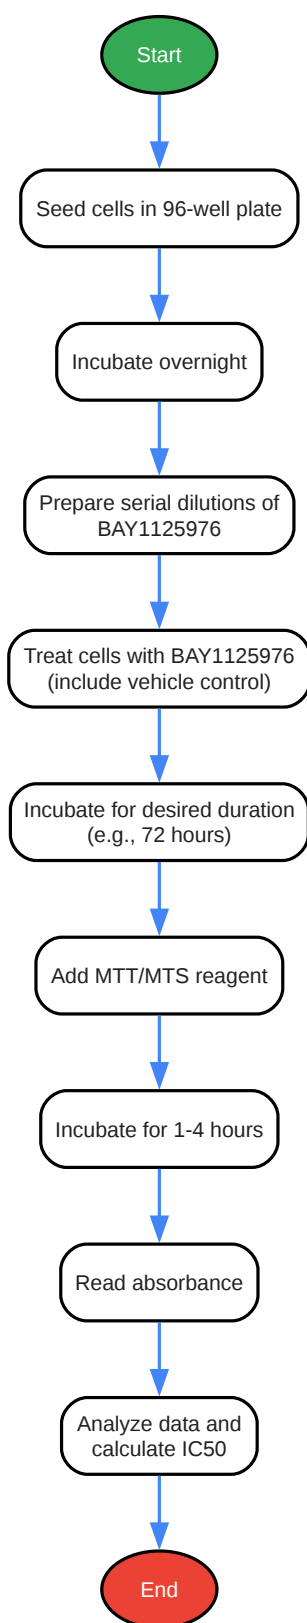 Start
Seed cells in 96-well plate
Incubate overnight
Prepare serial dilutions of
BAY1125976
Treat cells with BAY1125976
(include vehicle control)
Incubate for desired duration
(e.g., 72 hours)
Add MTT/MTS reagent
Incubate for 1-4 hours
Read absorbance
Analyze data and
calculate IC50
End